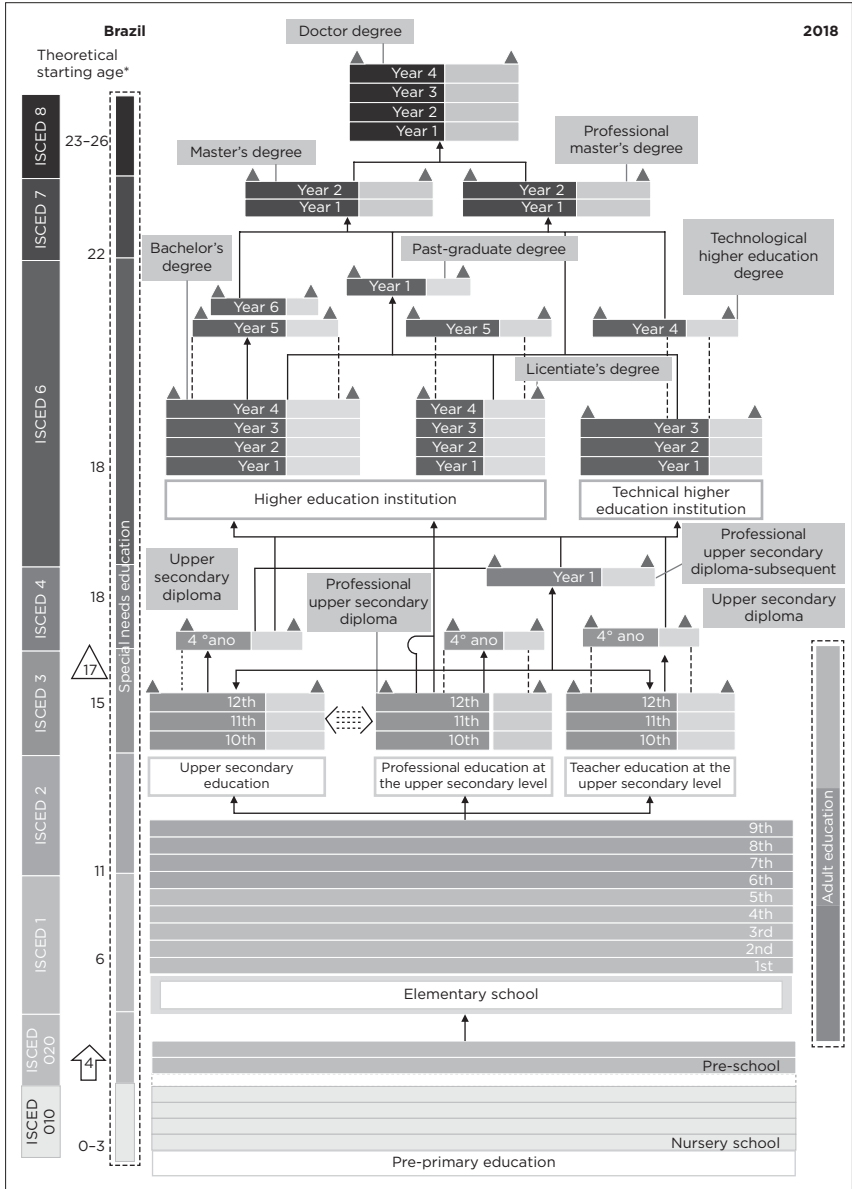 Brazil
2018
Theoretical
starting age*
Doctor degree
Year 4
Year 3
Year 2
Year 1
ISCED 8
23–26
Master's degree
Professional
master's degree
Year 2
Year 1
Year 2
Year 1
ISCED 7
22
Bachelor's
degree
Past-graduate degree
Technological
higher education
degree
Year 1
Year 6
Year 5
Year 5
Year 4
Licentiate's degree
ISCED 6
Year 4
Year 3
Year 2
Year 1
Year 4
Year 3
Year 2
Year 1
Year 3
Year 2
Year 1
18
Higher education institution
Technical higher
education institution
Special needs education
Upper
secondary
diploma
Professional
upper secondary
diploma
Professional
upper secondary
diploma-subsequent
Year 1
Upper secondary
diploma
ISCED 4
18
4 °ano
4° ano
4° ano
17
ISCED 3
15
12th
11th
10th
12th
11th
10th
12th
11th
10th
Upper secondary
education
Professional education at
the upper secondary level
Teacher education at the
upper secondary level
ISCED 2
11
9th
8th
7th
6th
5th
4th
3rd
2nd
1st
ISCED 1
6
Adult education
Elementary school
ISCED
020
4
Pre-school
ISCED
010
0–3
Nursery school
Pre-primary education